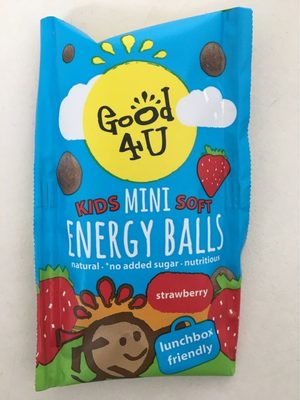 Good
4U
KIDS MINI SOFT
ENERGY BALLS
natural - *no added sugar - nutritious
strawberry
lunchbox
friendly